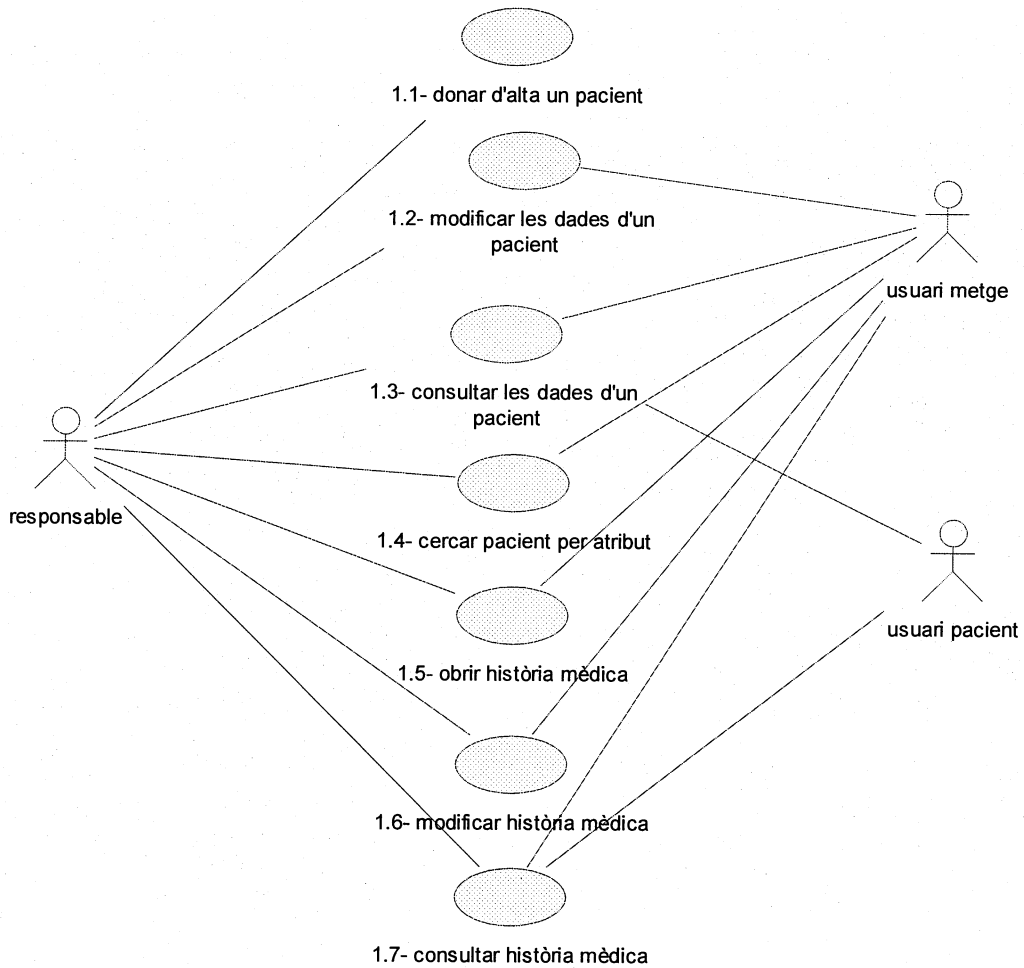 1.1- donar d'alta un pacient
1.2- modificar les dades d'un
pacient
usuari metge
1.3- consultar les dades d'un
pacient
responsable
1.4- cercar pacient per atribut
usuari pacient
1.5- obrir història mèdica
1.6- modificar història mèdica
1.7- consultar història mèdica